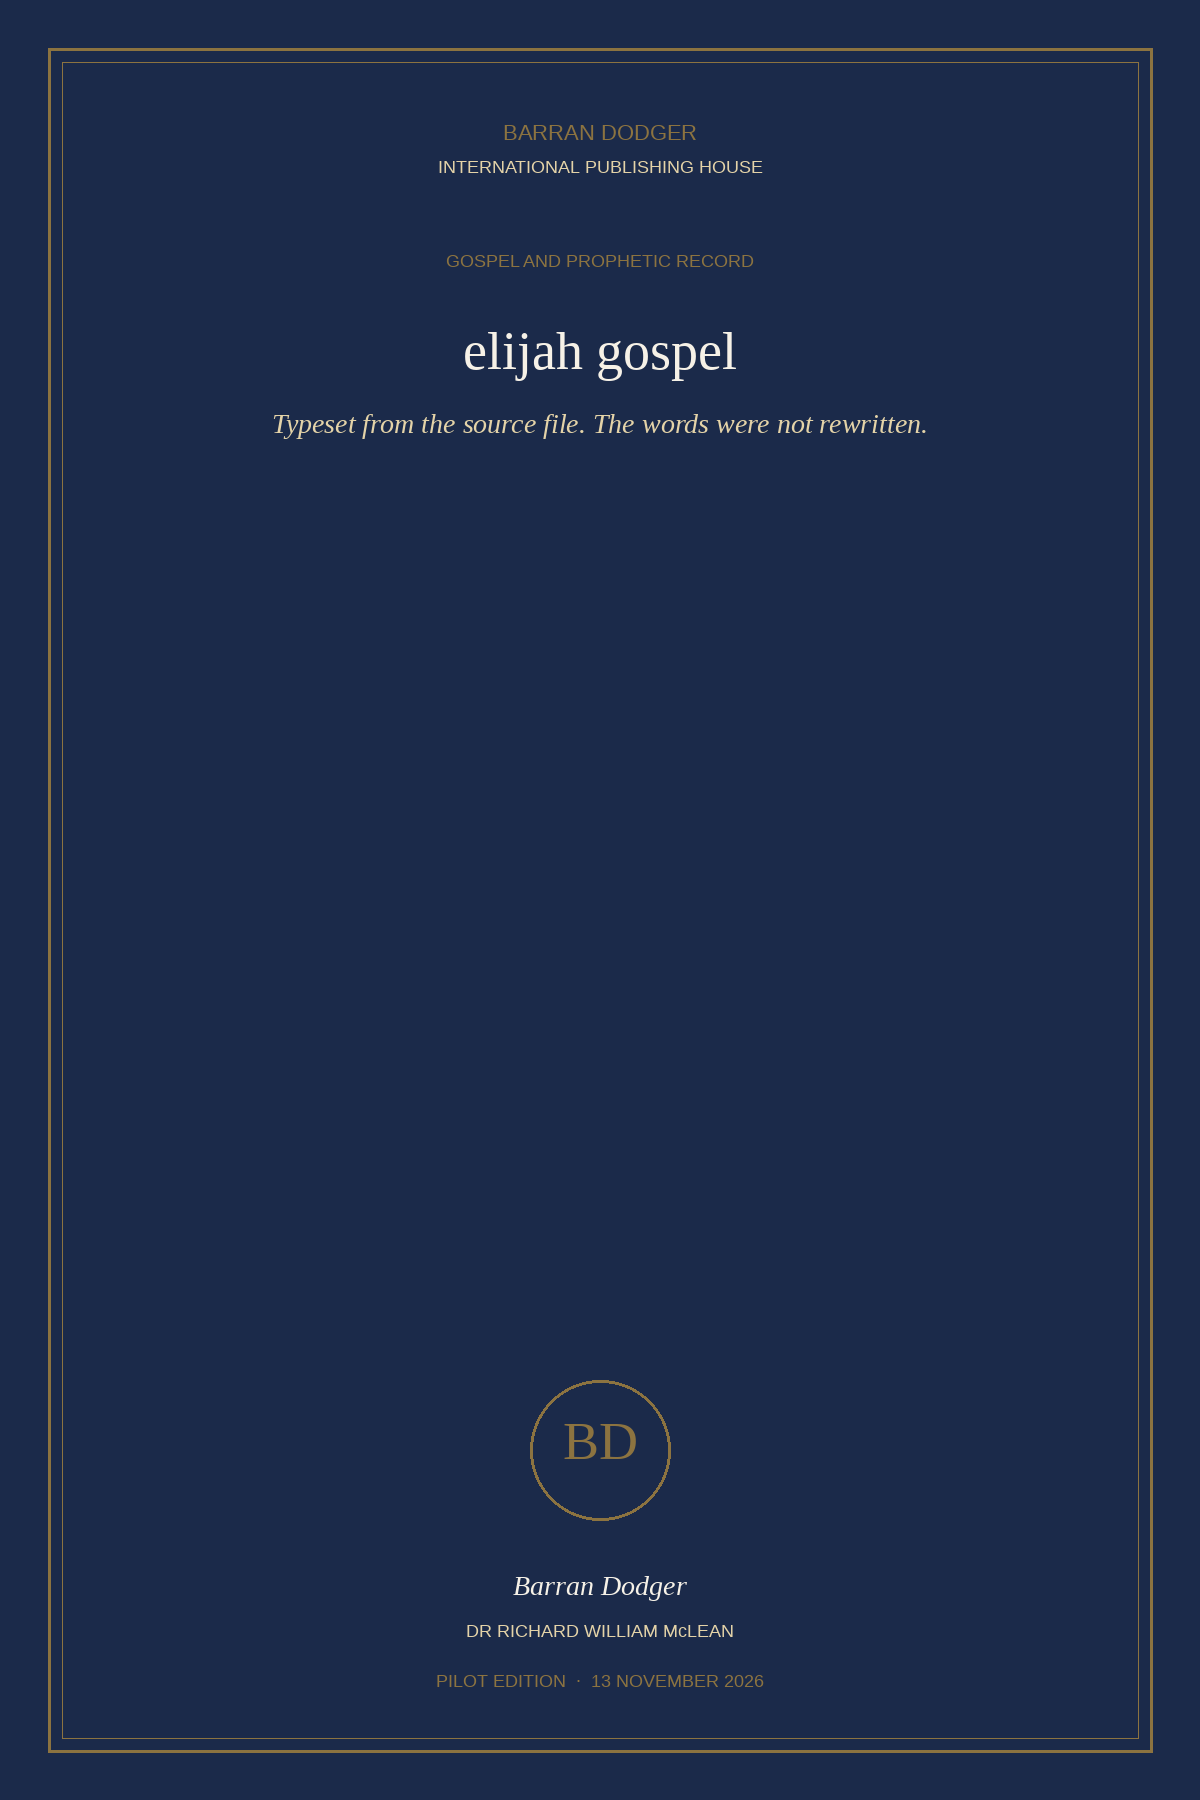 BARRAN DODGER
INTERNATIONAL PUBLISHING HOUSE
GOSPEL AND PROPHETIC RECORD
elijah gospel
Typeset from the source file. The words were not rewritten.
BD
Barran Dodger
DR RICHARD WILLIAM McLEAN
PILOT EDITION · 13 NOVEMBER 2026